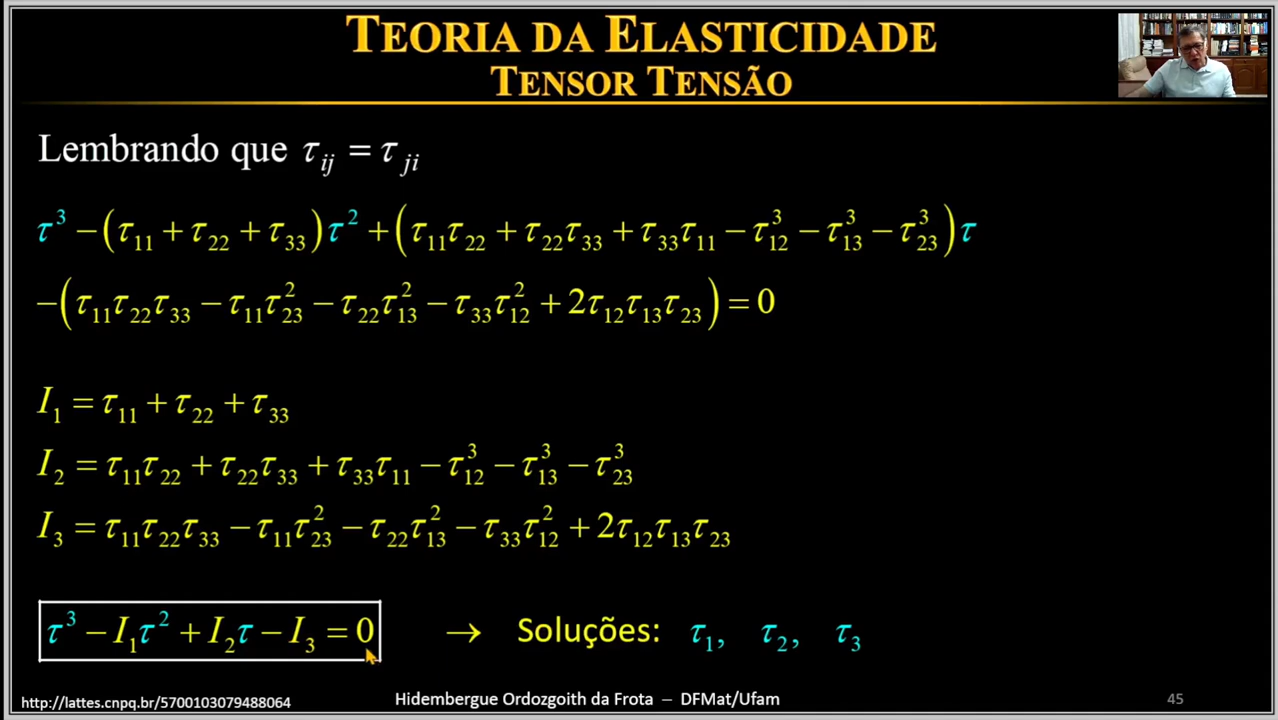 TEORIA DA ELASTICIDADE
TENSOR TENSÃO
Lembrando que τ_ij = τ_ji
τ³ − (τ₁₁ + τ₂₂ + τ₃₃)τ² + (τ₁₁τ₂₂ + τ₂₂τ₃₃ + τ₃₃τ₁₁ − τ₁₂³ − τ₁₃³ − τ₂₃³)τ
−(τ₁₁τ₂₂τ₃₃ − τ₁₁τ₂₃² − τ₂₂τ₁₃² − τ₃₃τ₁₂² + 2τ₁₂τ₁₃τ₂₃) = 0
I₁ = τ₁₁ + τ₂₂ + τ₃₃
I₂ = τ₁₁τ₂₂ + τ₂₂τ₃₃ + τ₃₃τ₁₁ − τ₁₂³ − τ₁₃³ − τ₂₃³
I₃ = τ₁₁τ₂₂τ₃₃ − τ₁₁τ₂₃² − τ₂₂τ₁₃² − τ₃₃τ₁₂² + 2τ₁₂τ₁₃τ₂₃
τ³ − I₁τ² + I₂τ − I₃ = 0 → Soluções: τ₁, τ₂, τ₃
http://lattes.cnpq.br/5700103079488064 Hidembergue Ordozgoith da Frota − DFMat/Ufam 45